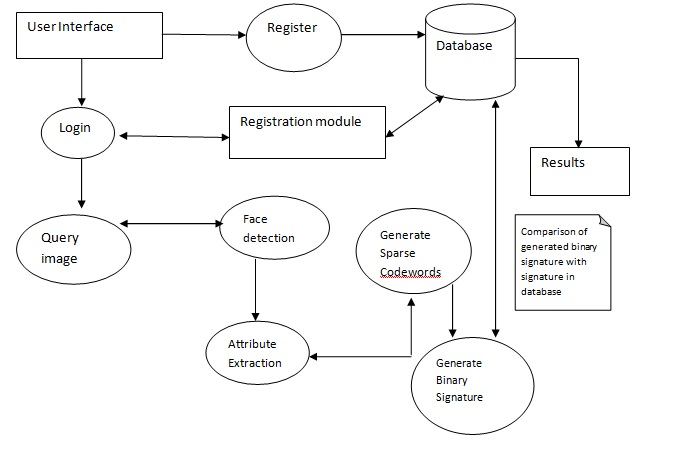 User Interface
Register
Database
Login
Registration module
Results
Query
image
Face
detection
Generate
Sparse
Codewords
Comparison of
generated binary
signature with
signature in
database
Attribute
Extraction
Generate
Binary
Signature